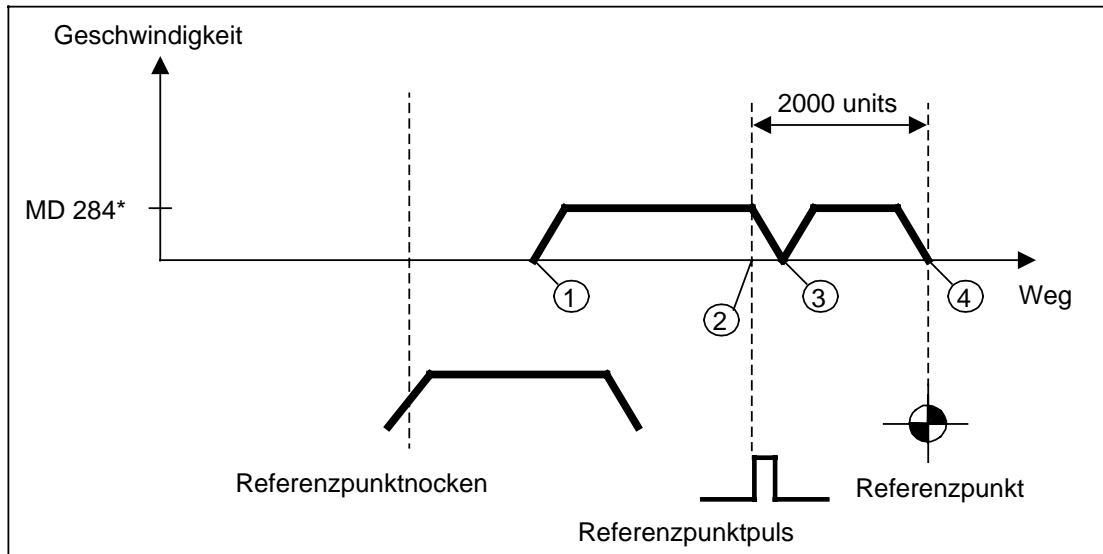 Geschwindigkeit
2000 units
MD 284*
1
2
3
4
Weg
Referenzpunktnocken
Referenzpunkt
Referenzpunktpuls